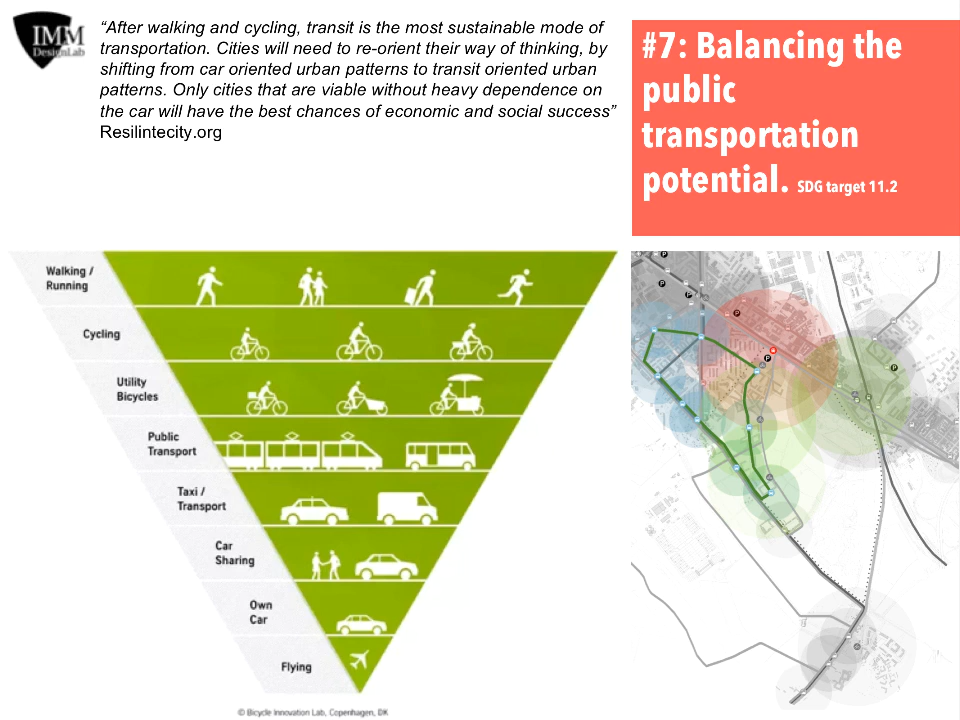 IMM
DesignLab
“After walking and cycling, transit is the most sustainable mode of
transportation. Cities will need to re-orient their way of thinking, by
shifting from car oriented urban patterns to transit oriented urban
patterns. Only cities that are viable without heavy dependence on
the car will have the best chances of economic and social success”
Resilintecity.org
#7: Balancing the
public
transportation
potential. SDG target 11.2
Walking /
Running
Cycling
Utility
Bicycles
Public
Transport
Taxi /
Transport
Car
Sharing
Own
Car
Flying
© Bicycle Innovation Lab, Copenhagen, DK